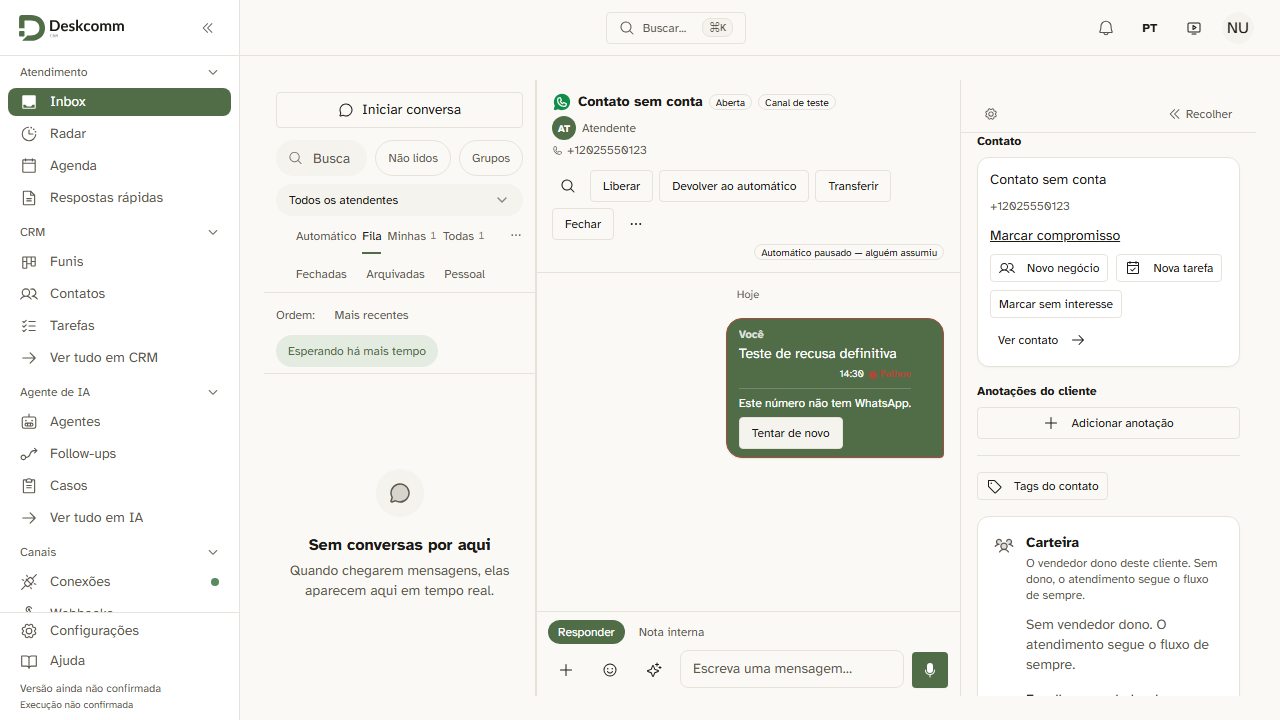 Deskcomm
Buscar...
⌘K
PT
NU
Atendimento
Inbox
Radar
Agenda
Respostas rápidas
CRM
Funis
Contatos
Tarefas
Ver tudo em CRM
Agente de IA
Agentes
Follow-ups
Casos
Ver tudo em IA
Canais
Conexões
Configurações
Ajuda
Versão ainda não confirmada
Execução não confirmada
Iniciar conversa
Busca
Não lidos
Grupos
Todos os atendentes
Automático Fila Minhas 1 Todas 1 ...
Fechadas Arquivadas Pessoal
Ordem: Mais recentes
Esperando há mais tempo
Sem conversas por aqui
Quando chegarem mensagens, elas
aparecem aqui em tempo real.
Contato sem conta Aberta Canal de teste
AT Atendente
+12025550123
Liberar Devolver ao automático Transferir
Fechar ...
Automático pausado — alguém assumiu
Hoje
Você
Teste de recusa definitiva
14:30 Falhou
Este número não tem WhatsApp.
Tentar de novo
Responder Nota interna
Escreva uma mensagem...
Recolher
Contato
Contato sem conta
+12025550123
Marcar compromisso
Novo negócio Nova tarefa
Marcar sem interesse
Ver contato
Anotações do cliente
Adicionar anotação
Tags do contato
Carteira
O vendedor dono deste cliente. Sem
dono, o atendimento segue o fluxo
de sempre.
Sem vendedor dono. O
atendimento segue o fluxo de
sempre.